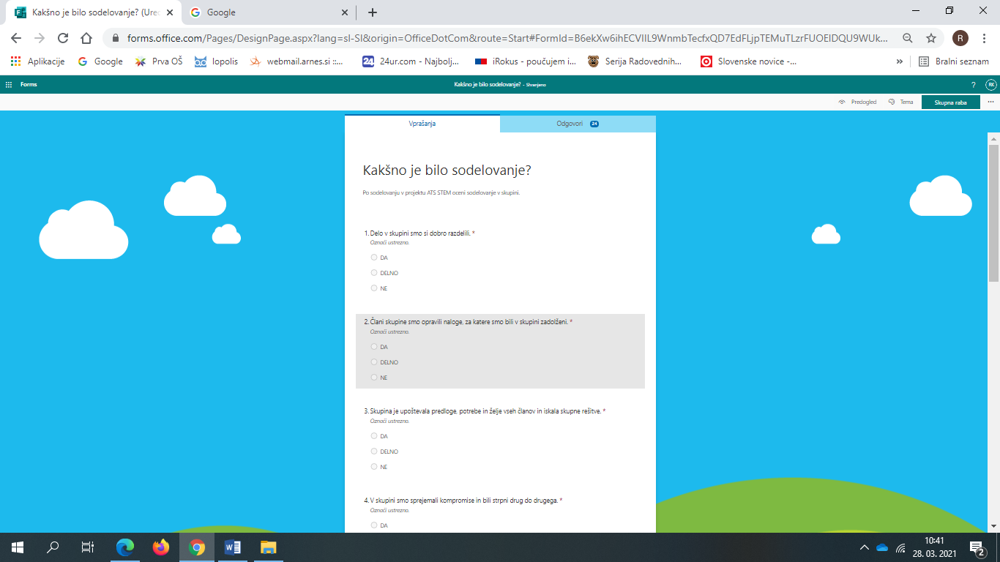 Kakšno je bilo sodelovanje? (Ure
Google
forms.office.com/Pages/DesignPage.aspx?lang=sl-SI&origin=OfficeDotCom&route=Start#FormId=
Aplikacije Google Prva OŠ lopolis webmail.arnes.si ::... 24ur.com - Najbolj... iRokus - poučujem i... Serija Radovednih... Slovenske novice -... » Bralni seznam
Forms Kakšno je bilo sodelovanje? - Shranjeno ? RK
Predogled Tema Skupna raba ...
Vprašanja Odgovori 24
Kakšno je bilo sodelovanje?
Po sodelovanju v projektu ATS STEM oceni sodelovanje v skupini.
1. Delo v skupini smo si dobro razdelili. *
Označi ustrezno.
DA
DELNO
NE
2. Člani skupine smo opravili naloge, za katere smo bili v skupini zadolženi. *
Označi ustrezno.
DA
DELNO
NE
3. Skupina je upoštevala predloge, potrebe in želje vseh članov in iskala skupne rešitve. *
Označi ustrezno.
DA
DELNO
NE
4. V skupini smo sprejemali kompromise in bili strpni drug do drugega. *
Označi ustrezno.
DA
10:41
28. 03. 2021
2